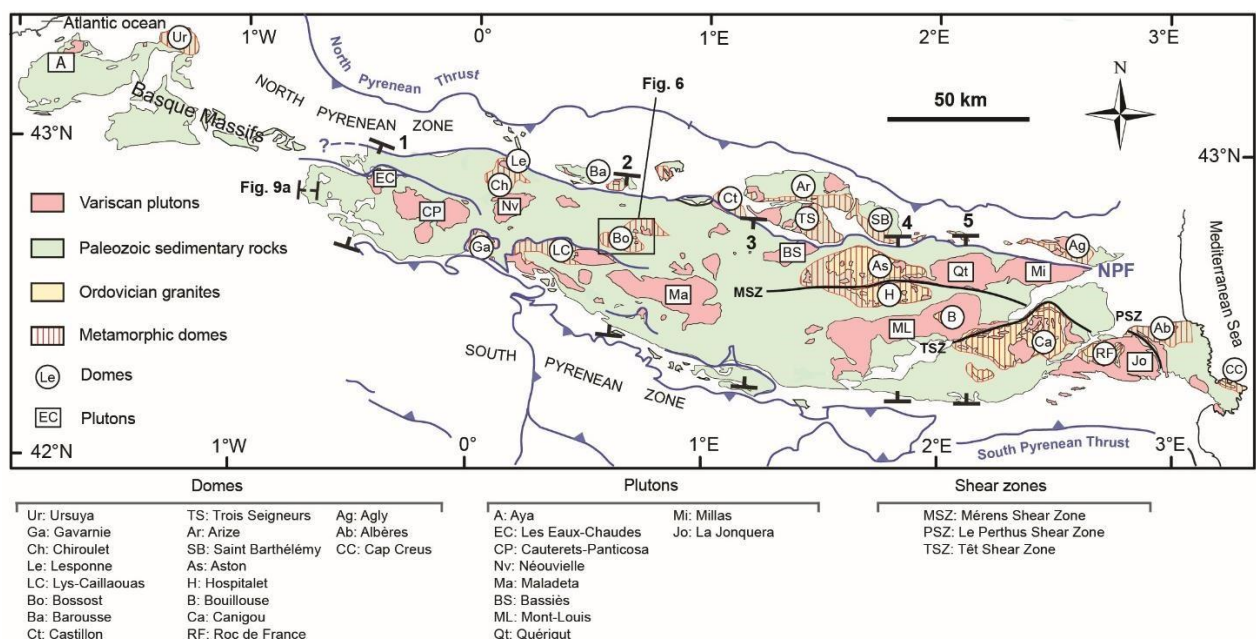 Atlantic ocean
1°W
0°
1°E
2°E
3°E
Ur
A
North Pyrenean Thrust
Fig. 6
N
NORTH PYRENEAN ZONE
50 km
43°N
43°N
Basque Massifs
?
1
Le
2
Ba
EC
Ch
Ct
Ar
Fig. 9a
Nv
TS
SB
4
5
CP
3
Variscan plutons
Ga
LC
Bo
BS
As
Qt
Mi
Ag
NPF
Mediterranean Sea
Paleozoic sedimentary rocks
MSZ
H
Ma
B
PSZ
Ordovician granites
ML
TSZ
Ca
Ab
Metamorphic domes
RF
Jo
CC
SOUTH PYRENEAN ZONE
Le
Domes
EC
Plutons
42°N
42°N
South Pyrenean Thrust
1°W
0°
1°E
2°E
3°E
Domes
Ur: Ursuya
Ga: Gavarnie
Ch: Chiroulet
Le: Lesponne
LC: Lys-Caillaouas
Bo: Bossost
Ba: Barousse
Ct: Castillon
TS: Trois Seigneurs
Ar: Arize
SB: Saint Barthélémy
As: Aston
H: Hospitalet
B: Bouillouse
Ca: Canigou
RF: Roc de France
Ag: Agly
Ab: Albères
CC: Cap Creus
Plutons
A: Aya
EC: Les Eaux-Chaudes
CP: Cauterets-Panticosa
Nv: Néouvielle
Ma: Maladeta
BS: Bassiès
ML: Mont-Louis
Qt: Quérigut
Mi: Millas
Jo: La Jonquera
Shear zones
MSZ: Mérens Shear Zone
PSZ: Le Perthus Shear Zone
TSZ: Têt Shear Zone